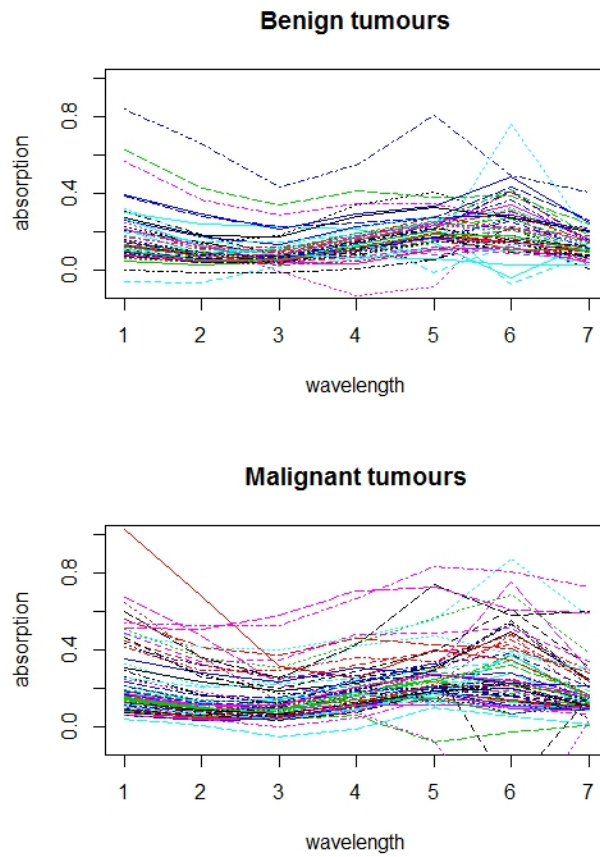 Benign tumours
absorption
0.8
0.4
0.0
1 2 3 4 5 6 7
wavelength
Malignant tumours
absorption
0.8
0.4
0.0
1 2 3 4 5 6 7
wavelength